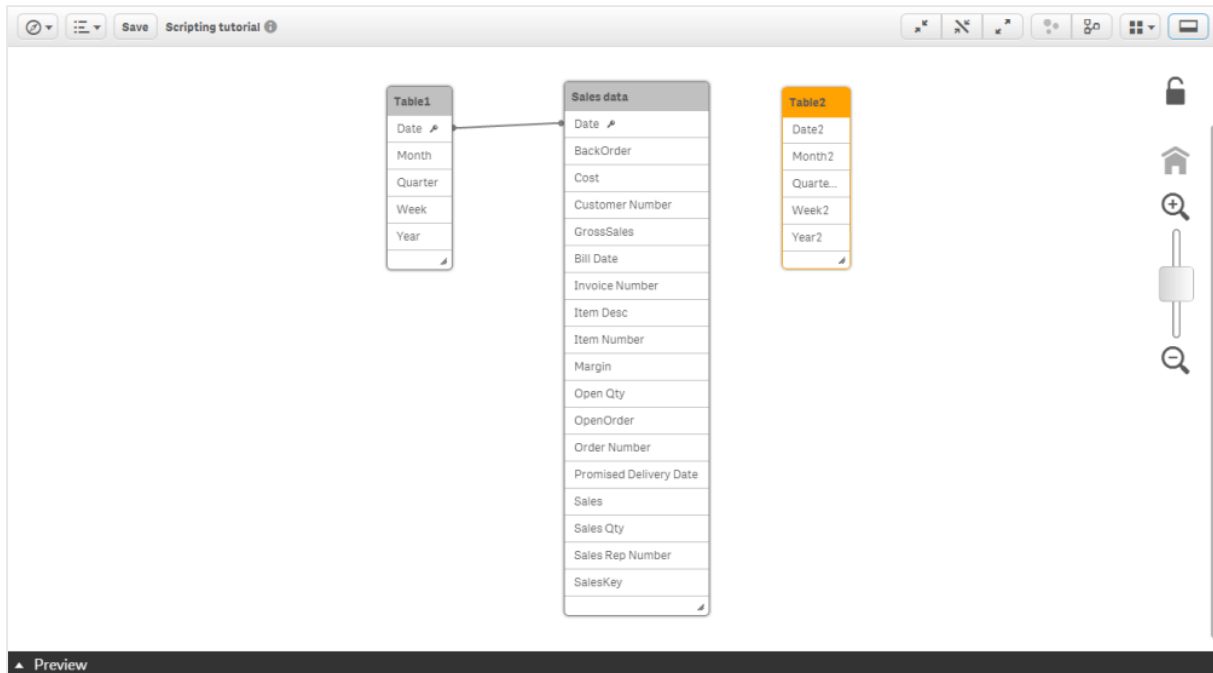 Save Scripting tutorial
Table1
Date
Month
Quarter
Week
Year
Sales data
Date
BackOrder
Cost
Customer Number
GrossSales
Bill Date
Invoice Number
Item Desc
Item Number
Margin
Open Qty
OpenOrder
Order Number
Promised Delivery Date
Sales
Sales Qty
Sales Rep Number
SalesKey
Table2
Date2
Month2
Quarte...
Week2
Year2
Preview